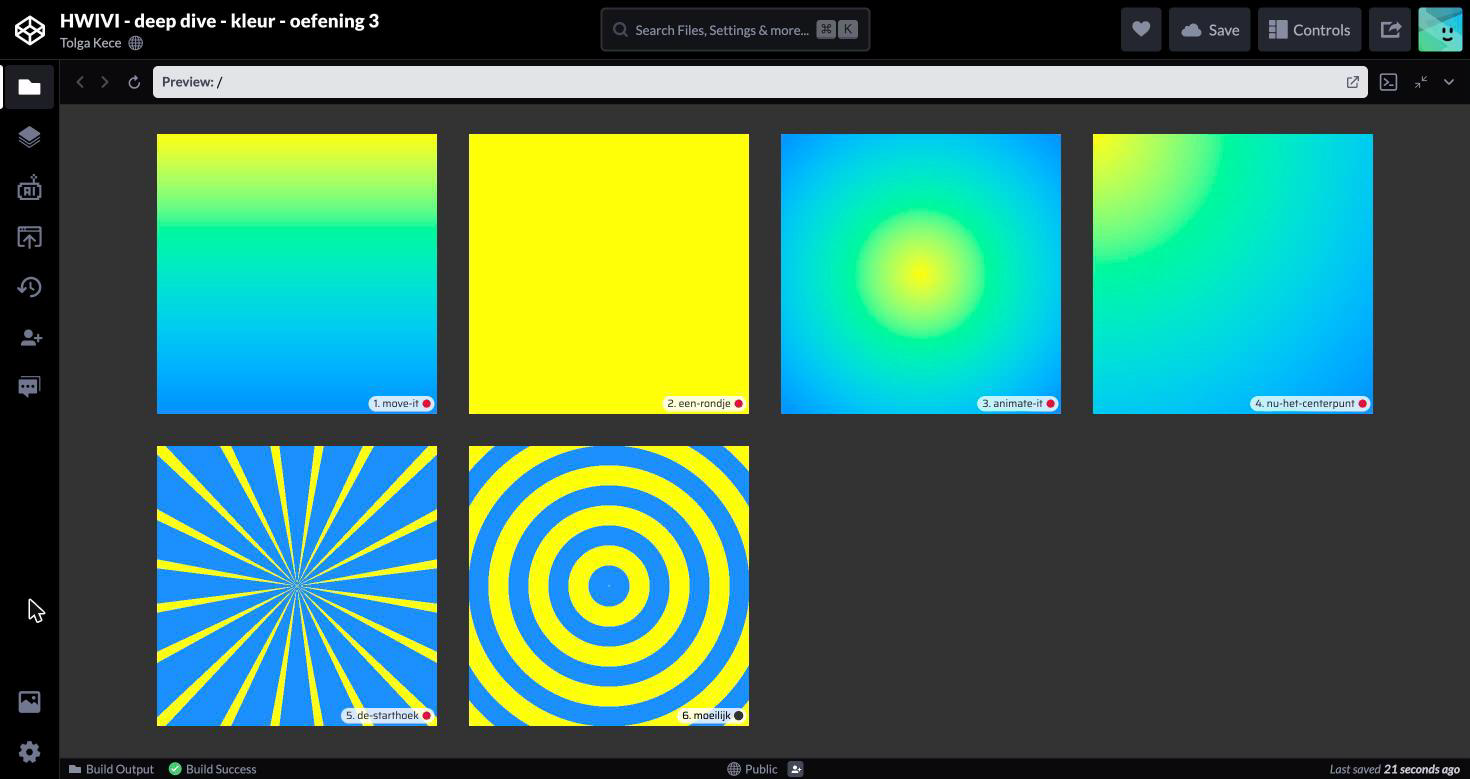 HWIVI - deep dive - kleur - oefening 3
Tolga Kece
Search Files, Settings & more... ⌘ K
Save
Controls
Preview: /
AI
1. move-it
2. een-rondje
3. animate-it
4. nu-het-centerpunt
5. de-starthoek
6. moeilijk
Build Output
Build Success
Public
Last saved 21 seconds ago